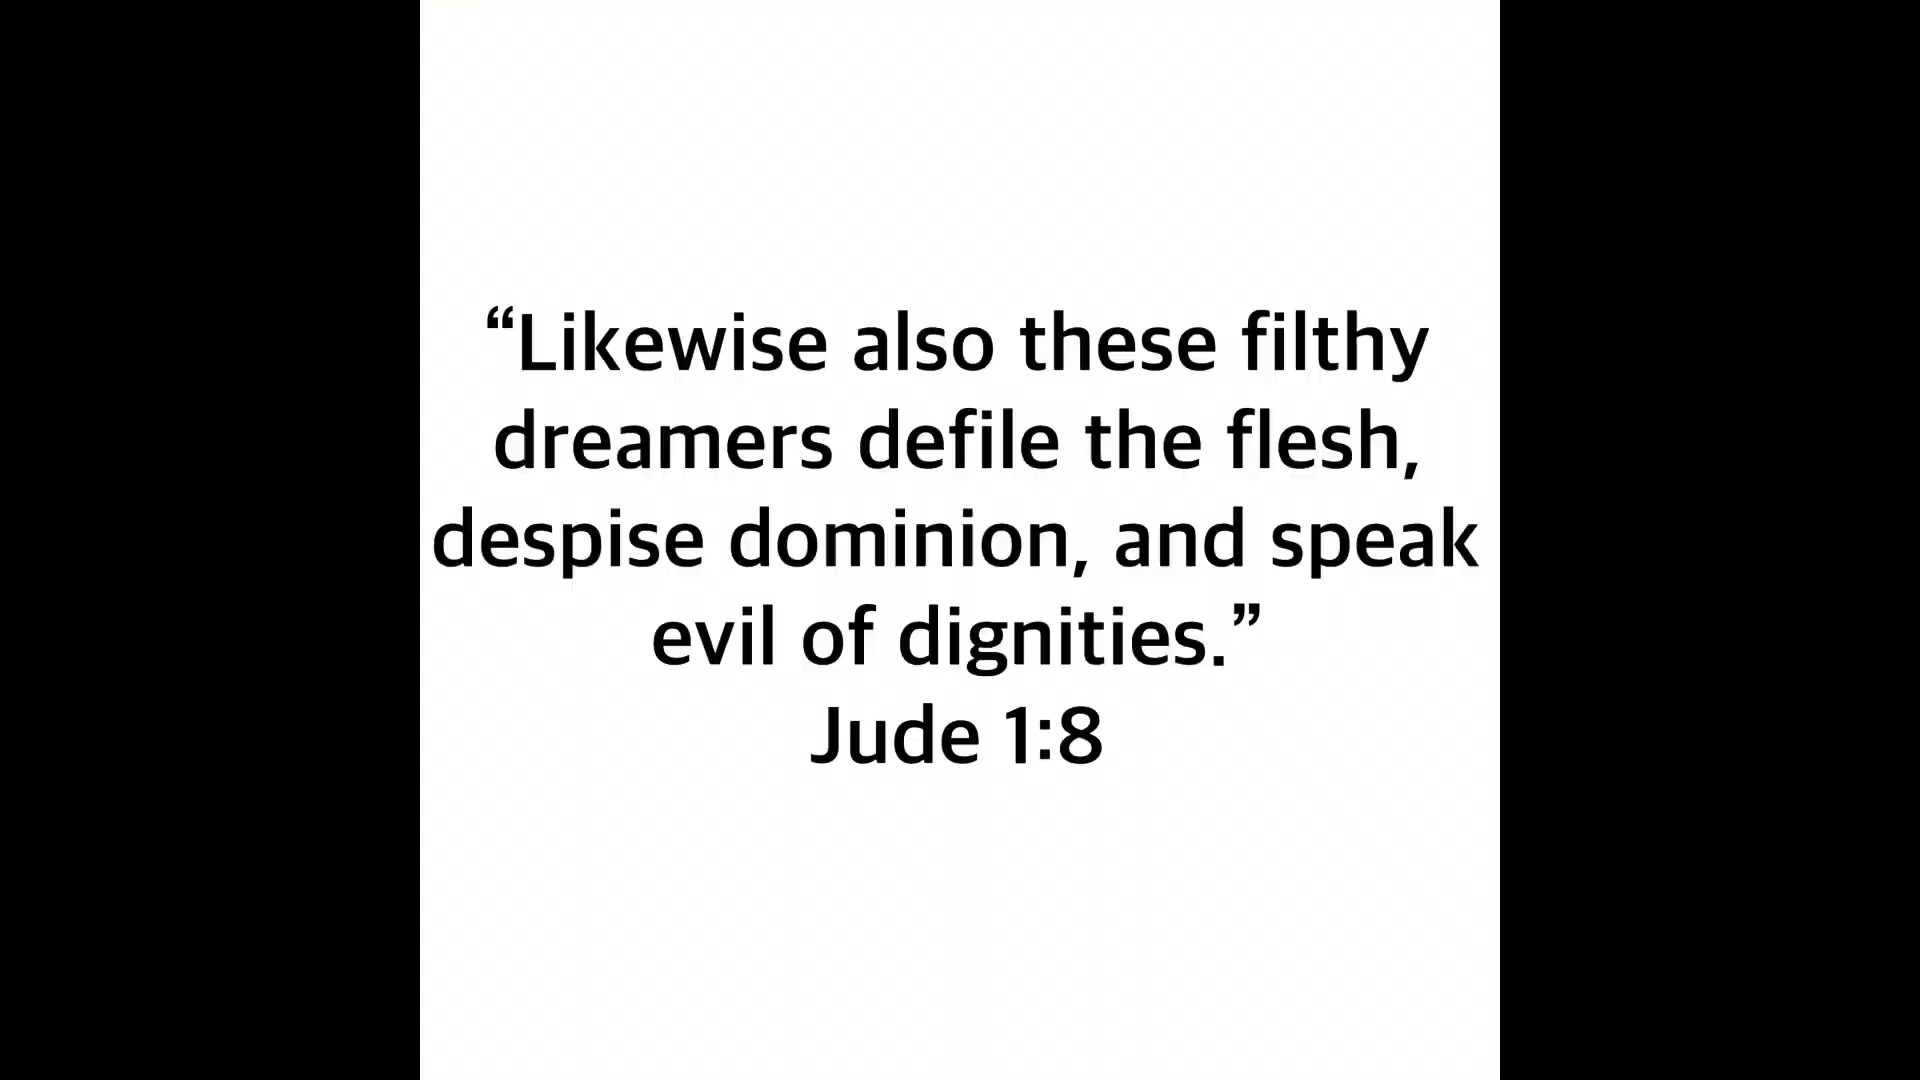 “Likewise also these filthy
dreamers defile the flesh,
despise dominion, and speak
evil of dignities.”
Jude 1:8